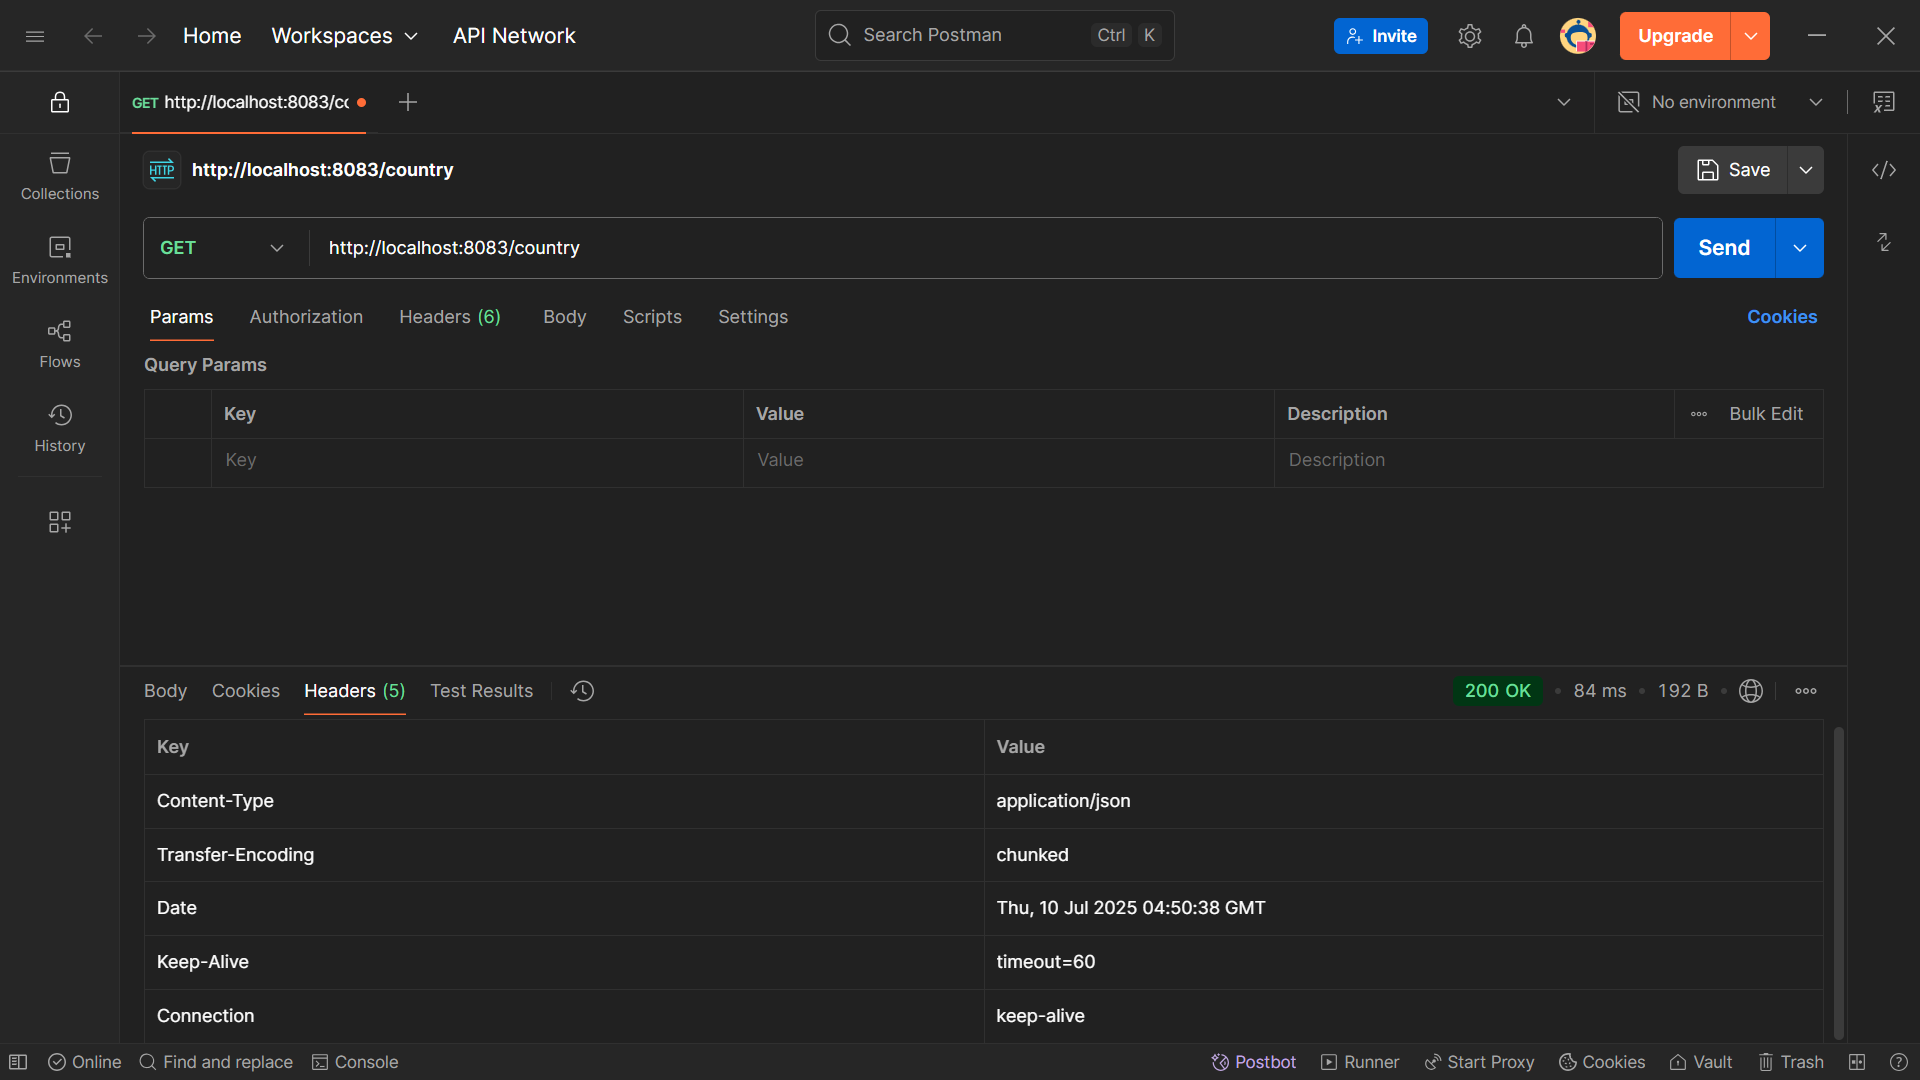 Home Workspaces API Network Search Postman Ctrl K Invite Upgrade
GET http://localhost:8083/cc No environment
HTTP http://localhost:8083/country Save
Collections
GET http://localhost:8083/country Send
Environments
Params Authorization Headers (6) Body Scripts Settings Cookies
Flows
Query Params
Key Value Description Bulk Edit
History
Key Value Description
Body Cookies Headers (5) Test Results 200 OK 84 ms 192 B
Key Value
Content-Type application/json
Transfer-Encoding chunked
Date Thu, 10 Jul 2025 04:50:38 GMT
Keep-Alive timeout=60
Connection keep-alive
Online Find and replace Console Postbot Runner Start Proxy Cookies Vault Trash